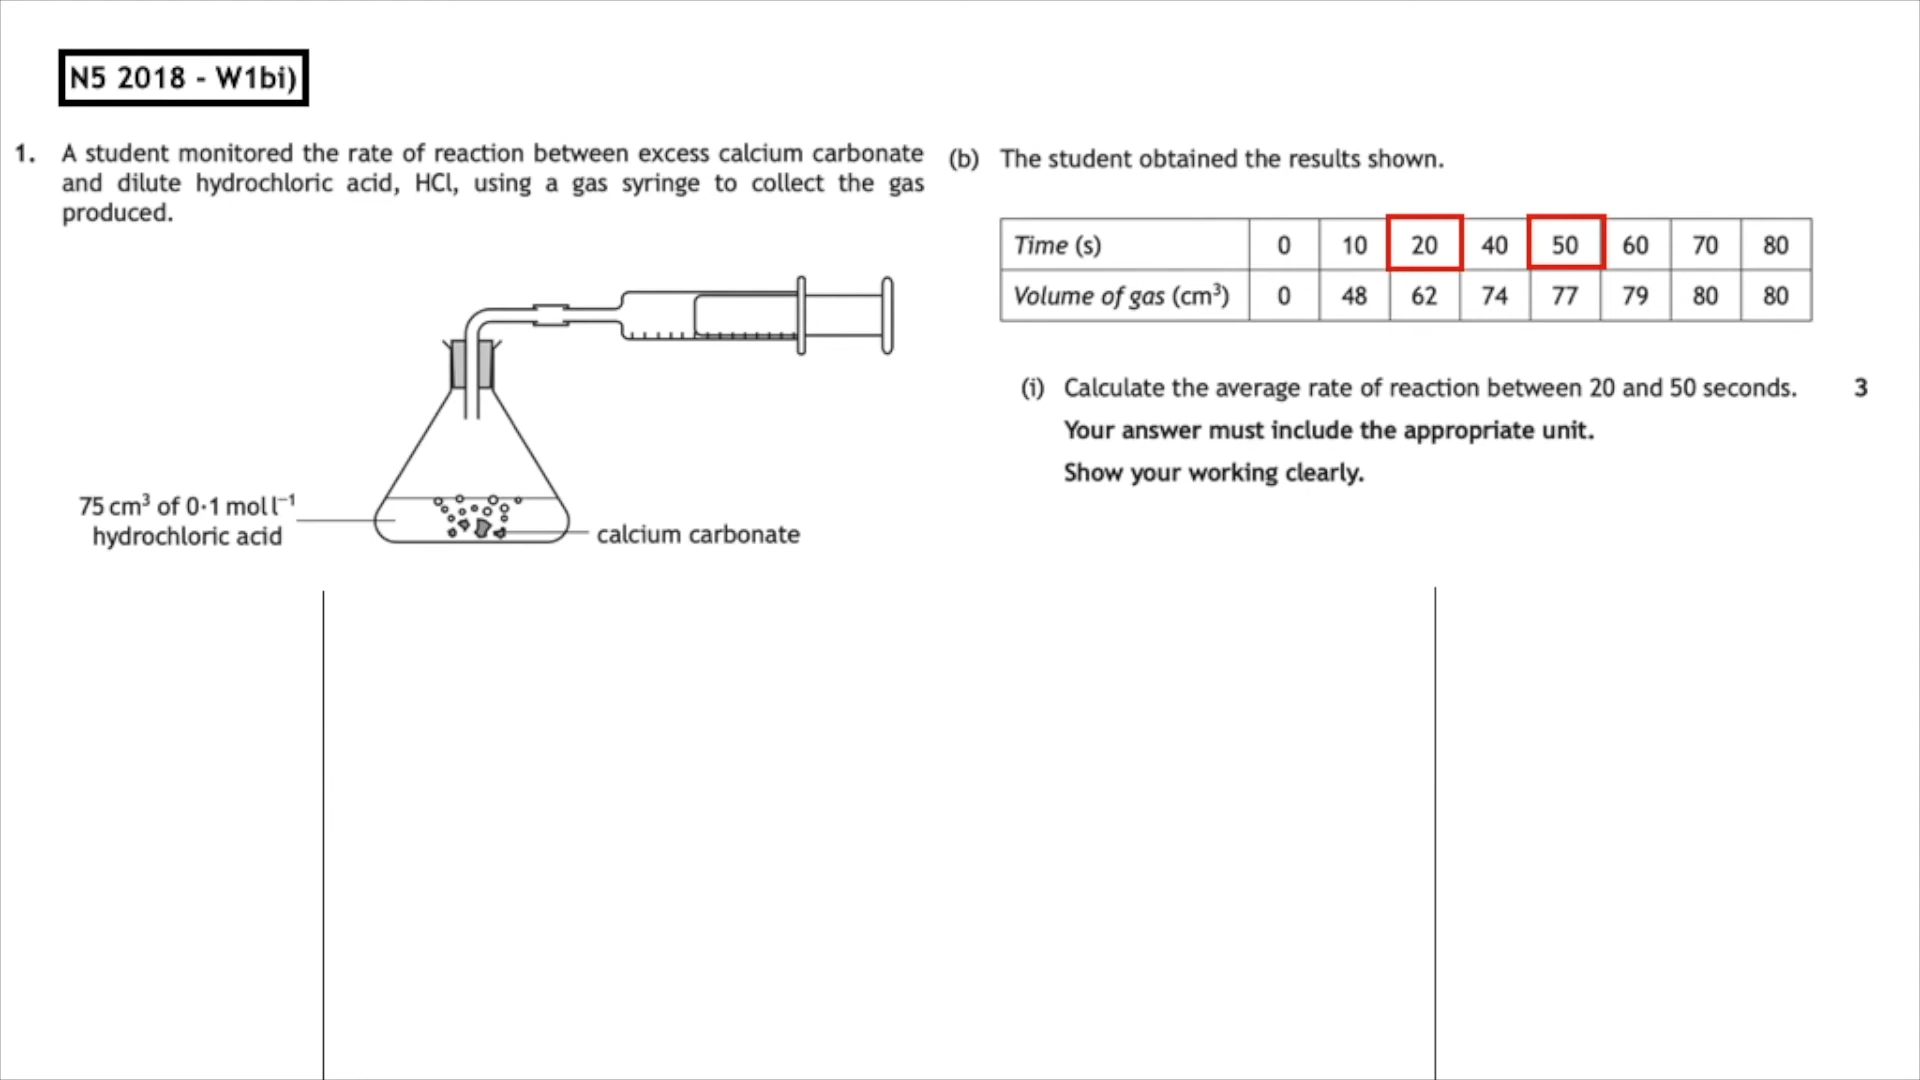 N5 2018 - W1bi)
1. A student monitored the rate of reaction between excess calcium carbonate
and dilute hydrochloric acid, HCl, using a gas syringe to collect the gas
produced.
75 cm³ of 0·1 mol l⁻¹
hydrochloric acid
calcium carbonate
(b) The student obtained the results shown.
Time (s) 0 10 20 40 50 60 70 80
Volume of gas (cm³) 0 48 62 74 77 79 80 80
(i) Calculate the average rate of reaction between 20 and 50 seconds. 3
Your answer must include the appropriate unit.
Show your working clearly.